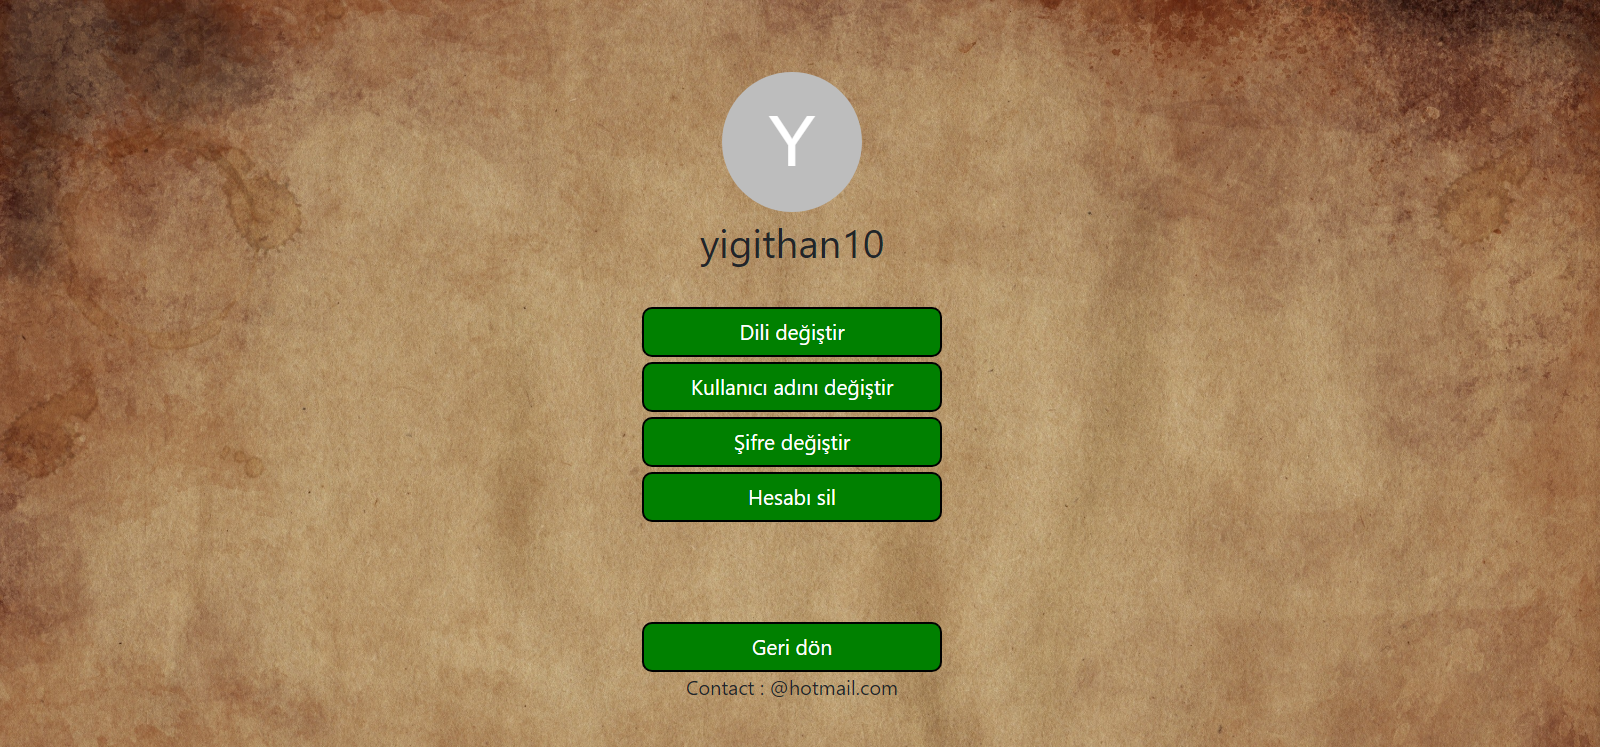 Y
yigithan10
Dili değiştir
Kullanıcı adını değiştir
Şifre değiştir
Hesabı sil
Geri dön
Contact : @hotmail.com